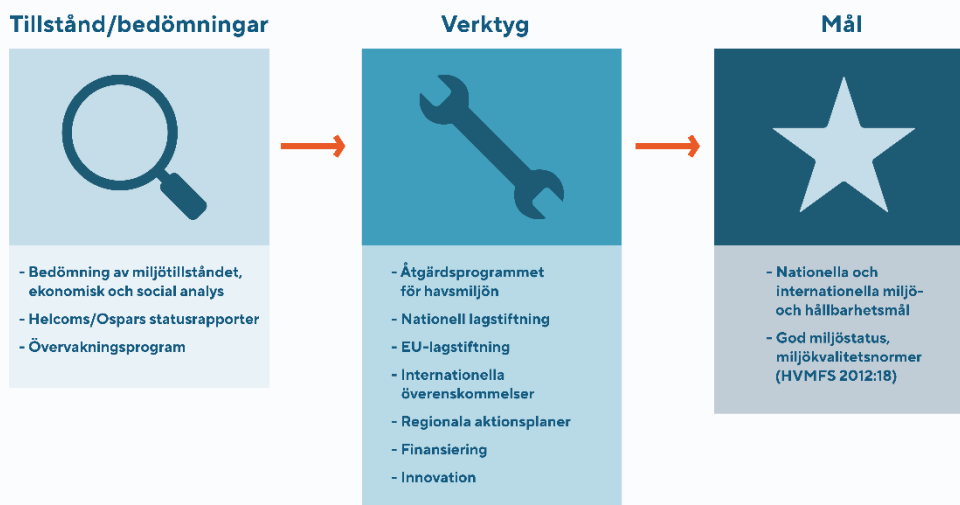 Tillstånd/bedömningar
- Bedömning av miljötillståndet,
ekonomisk och social analys
- Helcoms/Ospars statusrapporter
- Övervakningsprogram
Verktyg
- Åtgärdsprogrammet
för havsmiljön
- Nationell lagstiftning
- EU-lagstiftning
- Internationella
överenskommelser
- Regionala aktionsplaner
- Finansiering
- Innovation
Mål
- Nationella och
internationella miljö-
och hållbarhetsmål
- God miljöstatus,
miljökvalitetsnormer
(HVMFS 2012:18)